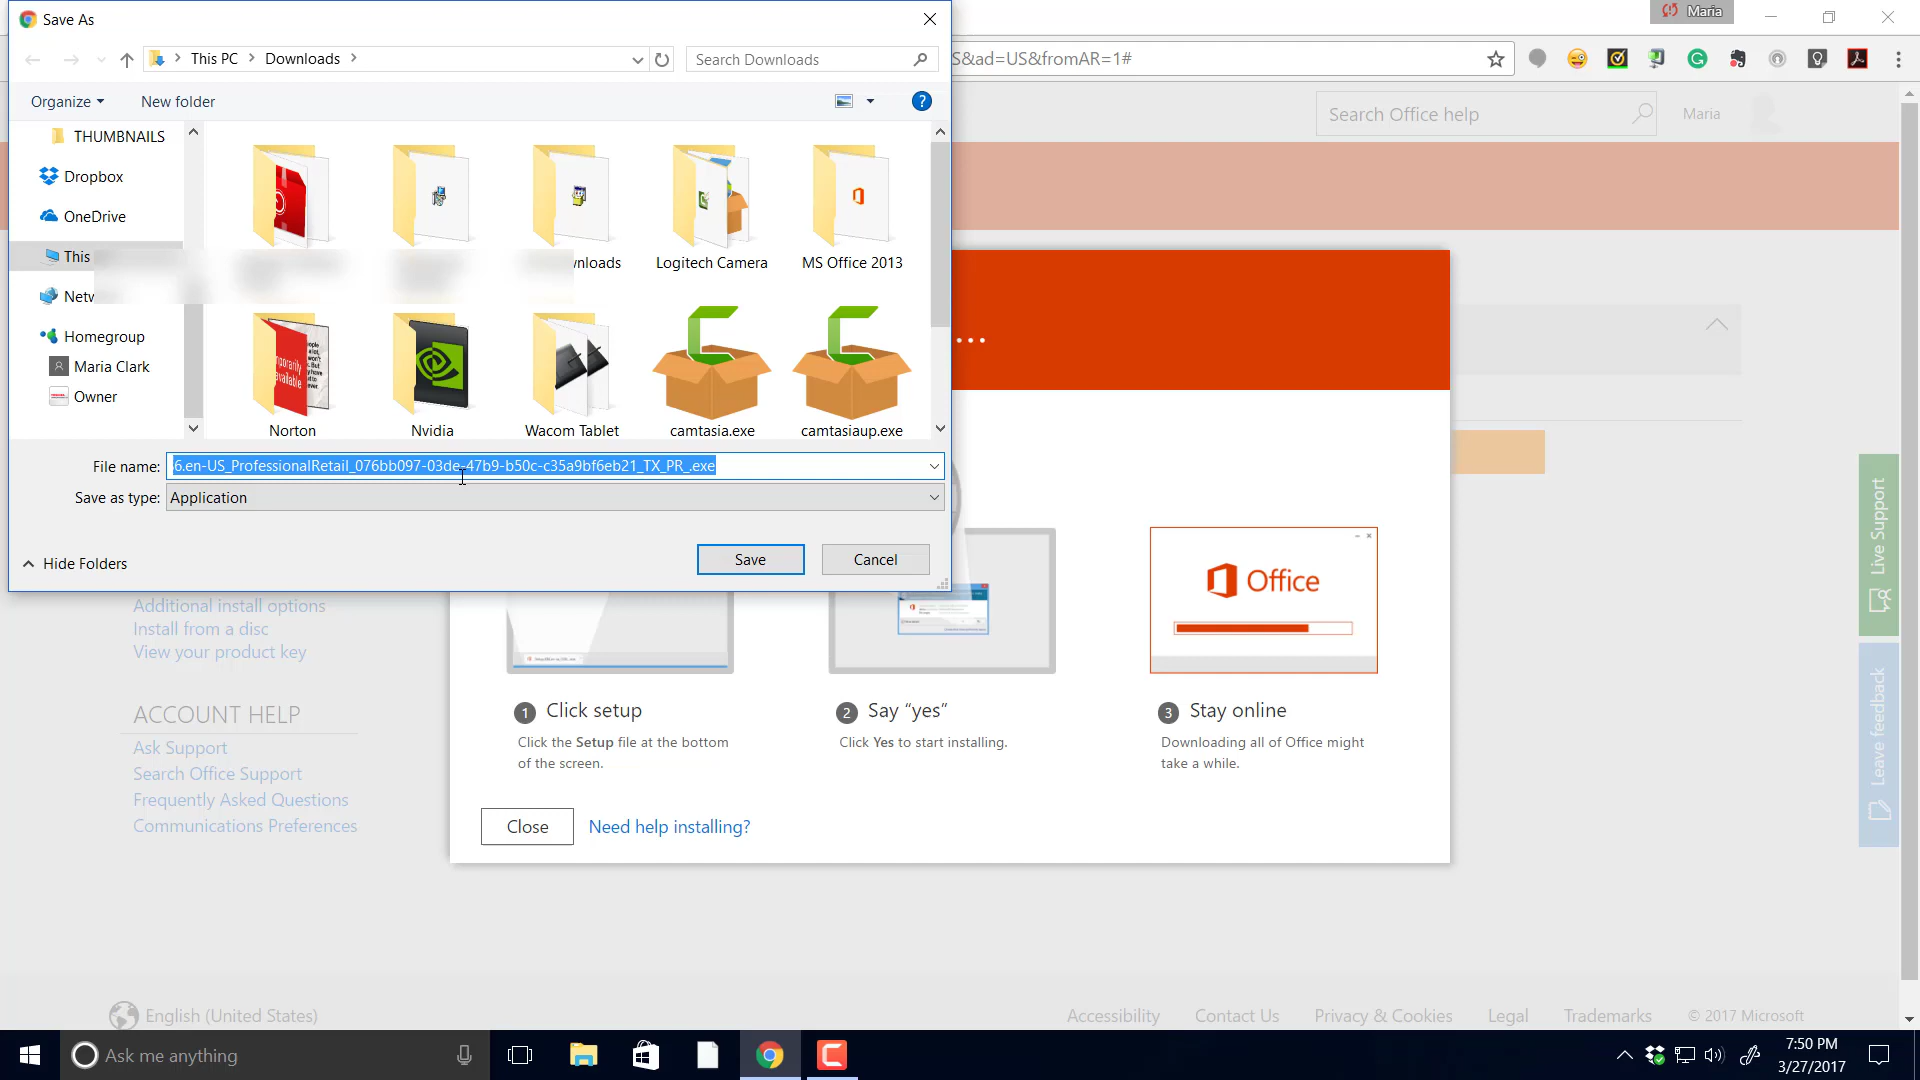 Save As
Maria
This PC
Downloads
Search Downloads
S&ad=US&fromAR=1#
Organize
New folder
Search Office help
Maria
THUMBNAILS
Dropbox
OneDrive
This
Netw
Homegroup
Maria Clark
Owner
wnloads
Logitech Camera
MS Office 2013
Norton
Nvidia
Wacom Tablet
camtasia.exe
camtasiaup.exe
File name:
6.en-US_ProfessionalRetail_076bb097-03de-47b9-b50c-c35a9bf6eb21_TX_PR_.exe
Save as type:
Application
Hide Folders
Save
Cancel
...
Additional install options
Install from a disc
View your product key
ACCOUNT HELP
Ask Support
Search Office Support
Frequently Asked Questions
Communications Preferences
Office
1 Click setup
Click the Setup file at the bottom
of the screen.
2 Say “yes”
Click Yes to start installing.
3 Stay online
Downloading all of Office might
take a while.
Close
Need help installing?
Live Support
Leave feedback
English (United States)
Accessibility
Contact Us
Privacy & Cookies
Legal
Trademarks
© 2017 Microsoft
Ask me anything
7:50 PM
3/27/2017